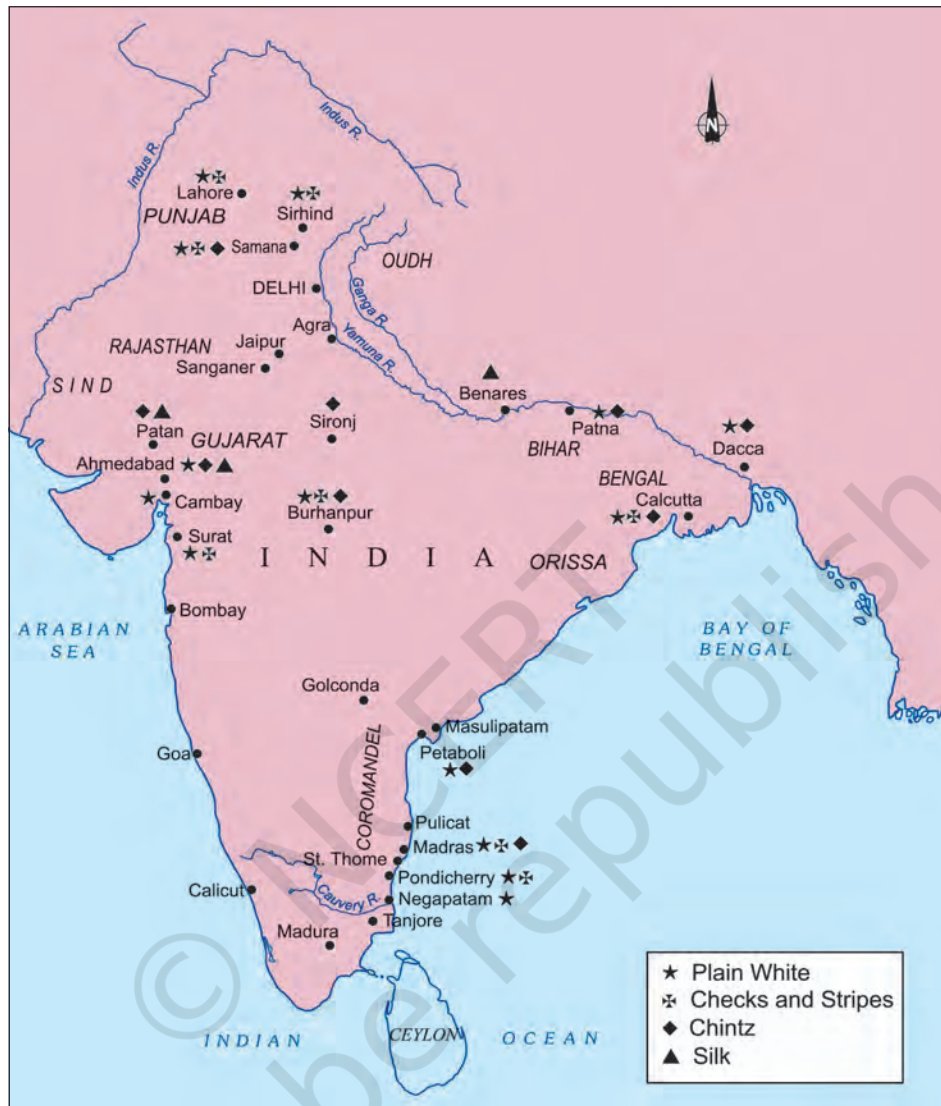 Indus R.
Indus R.
Lahore
PUNJAB
Sirhind
Samana
OUDH
DELHI
Ganga R.
Yamuna R.
Agra
RAJASTHAN
Jaipur
Sanganer
SIND
Benares
Patan
GUJARAT
Sironj
Patna
BIHAR
Dacca
Ahmedabad
BENGAL
Cambay
Burhanpur
Calcutta
Surat
INDIA
ORISSA
Bombay
ARABIAN
SEA
BAY OF
BENGAL
Golconda
Masulipatam
Petaboli
Goa
COROMANDEL
Pulicat
Madras
St. Thome
Pondicherry
Calicut
Cauvery R.
Negapatam
Tanjore
Madura
INDIAN
CEYLON
OCEAN
N
Plain White
Checks and Stripes
Chintz
Silk
© NCERT
be republish